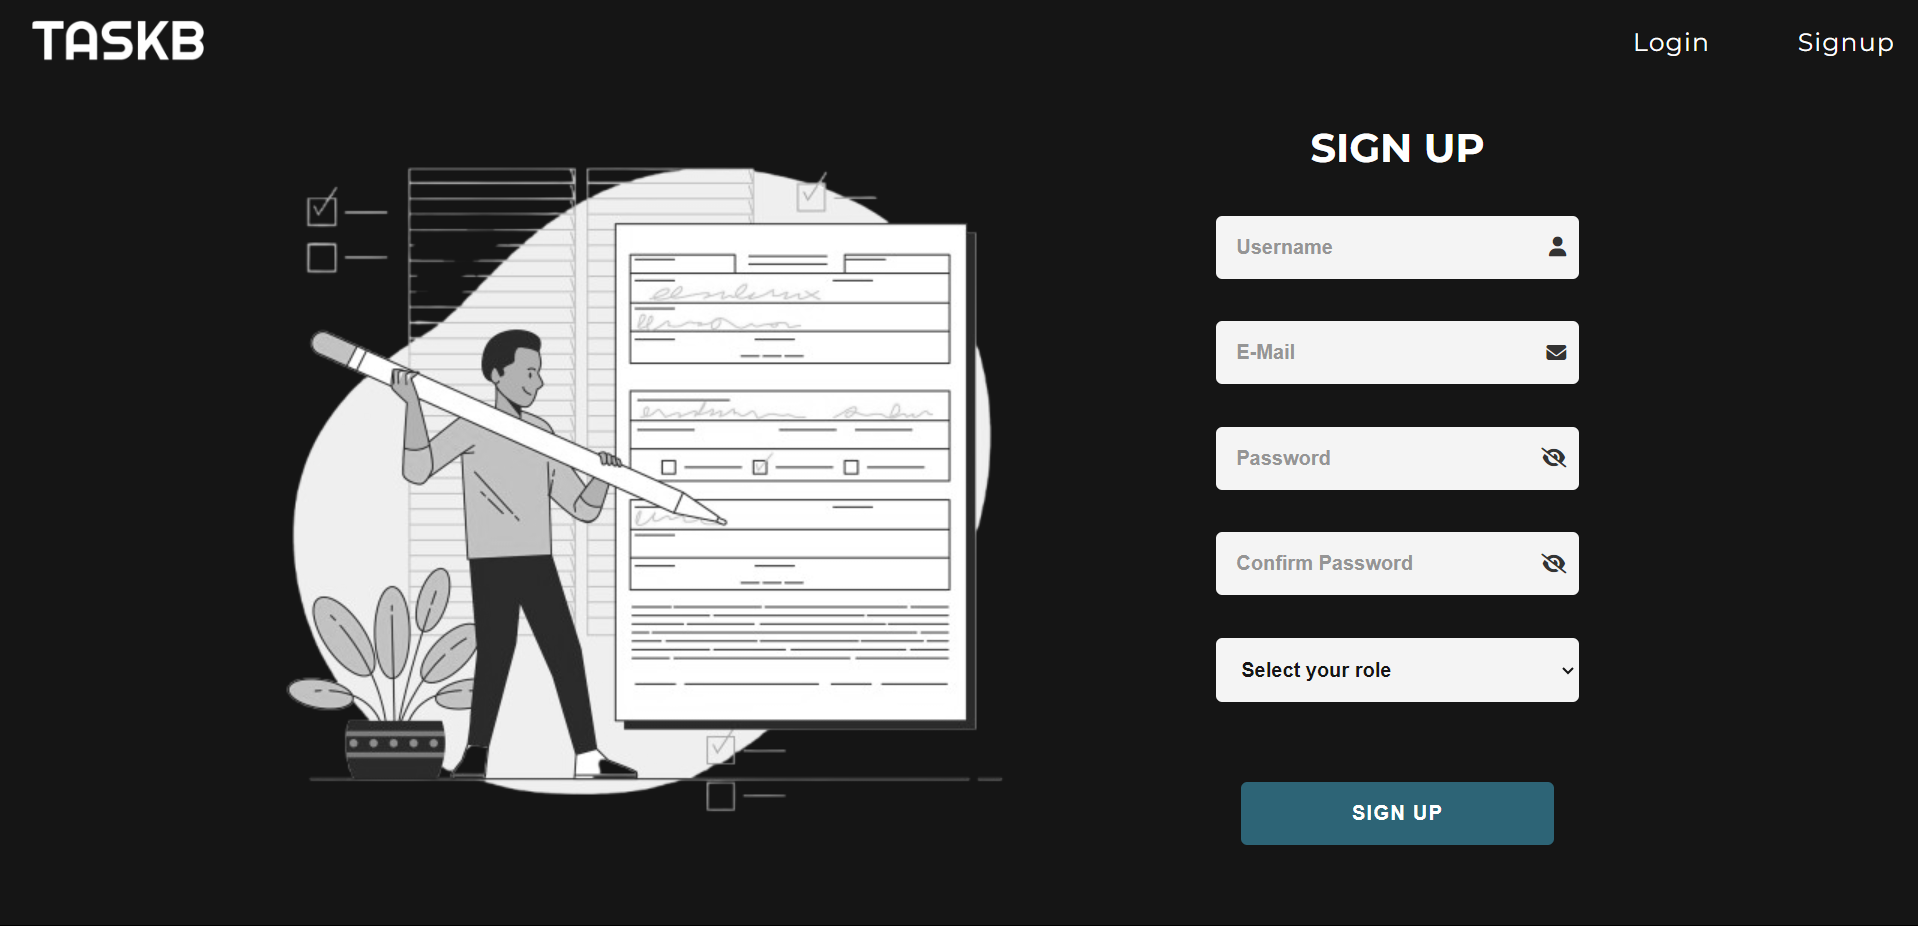 TASKB
Login
Signup
SIGN UP
Username
E-Mail
Password
Confirm Password
Select your role
SIGN UP